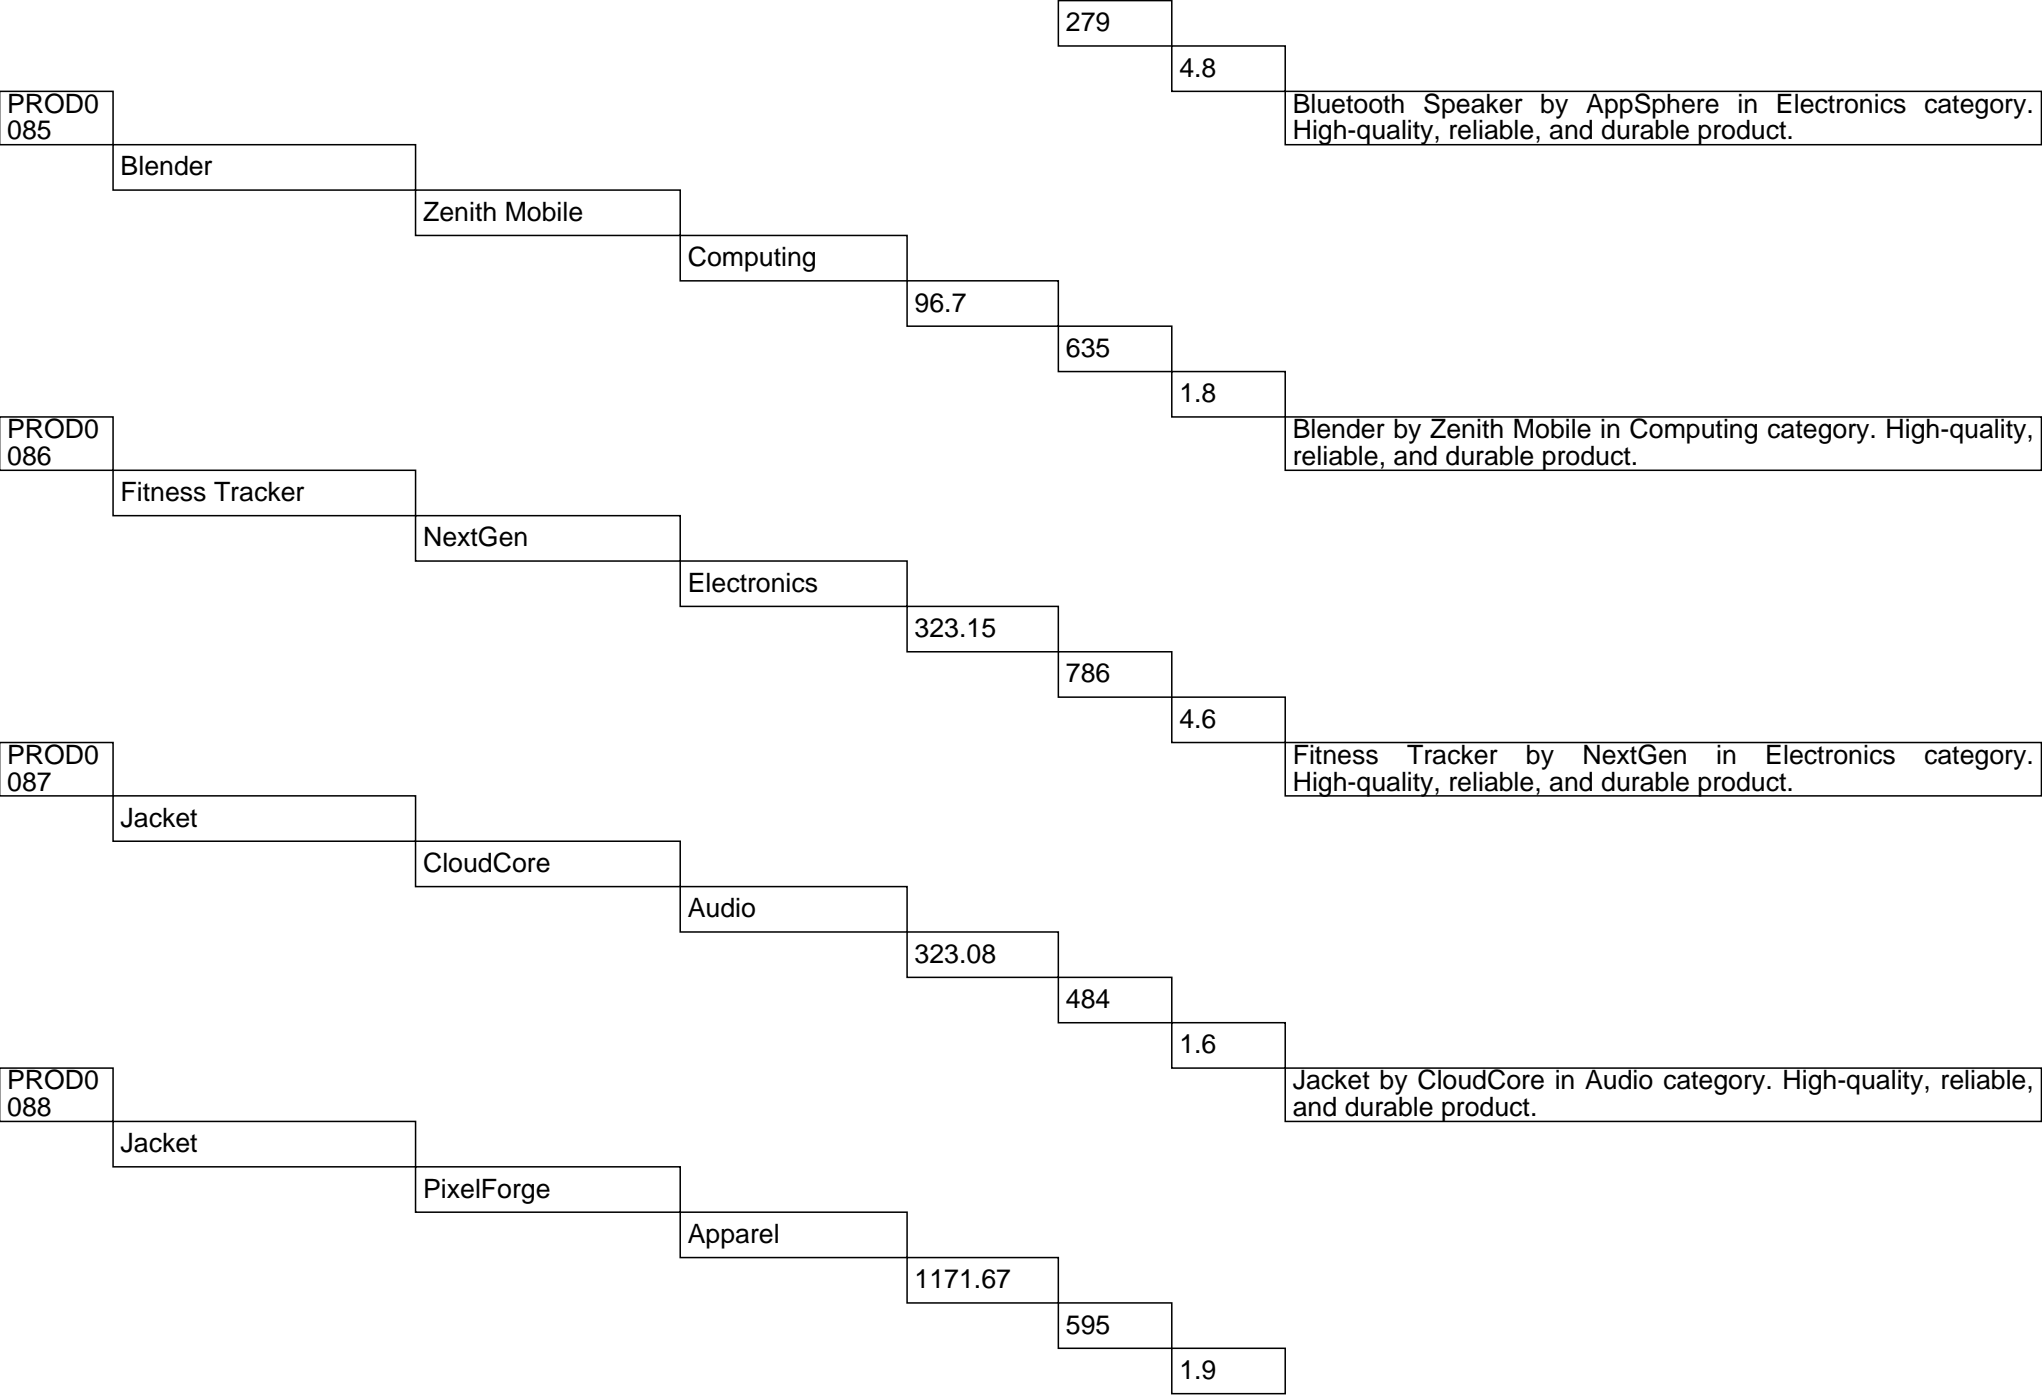 279
4.8
PROD0
085
Bluetooth Speaker by AppSphere in Electronics category.
High-quality, reliable, and durable product.
Blender
Zenith Mobile
Computing
96.7
635
1.8
PROD0
086
Blender by Zenith Mobile in Computing category. High-quality,
reliable, and durable product.
Fitness Tracker
NextGen
Electronics
323.15
786
4.6
PROD0
087
Fitness Tracker by NextGen in Electronics category.
High-quality, reliable, and durable product.
Jacket
CloudCore
Audio
323.08
484
1.6
PROD0
088
Jacket by CloudCore in Audio category. High-quality, reliable,
and durable product.
Jacket
PixelForge
Apparel
1171.67
595
1.9